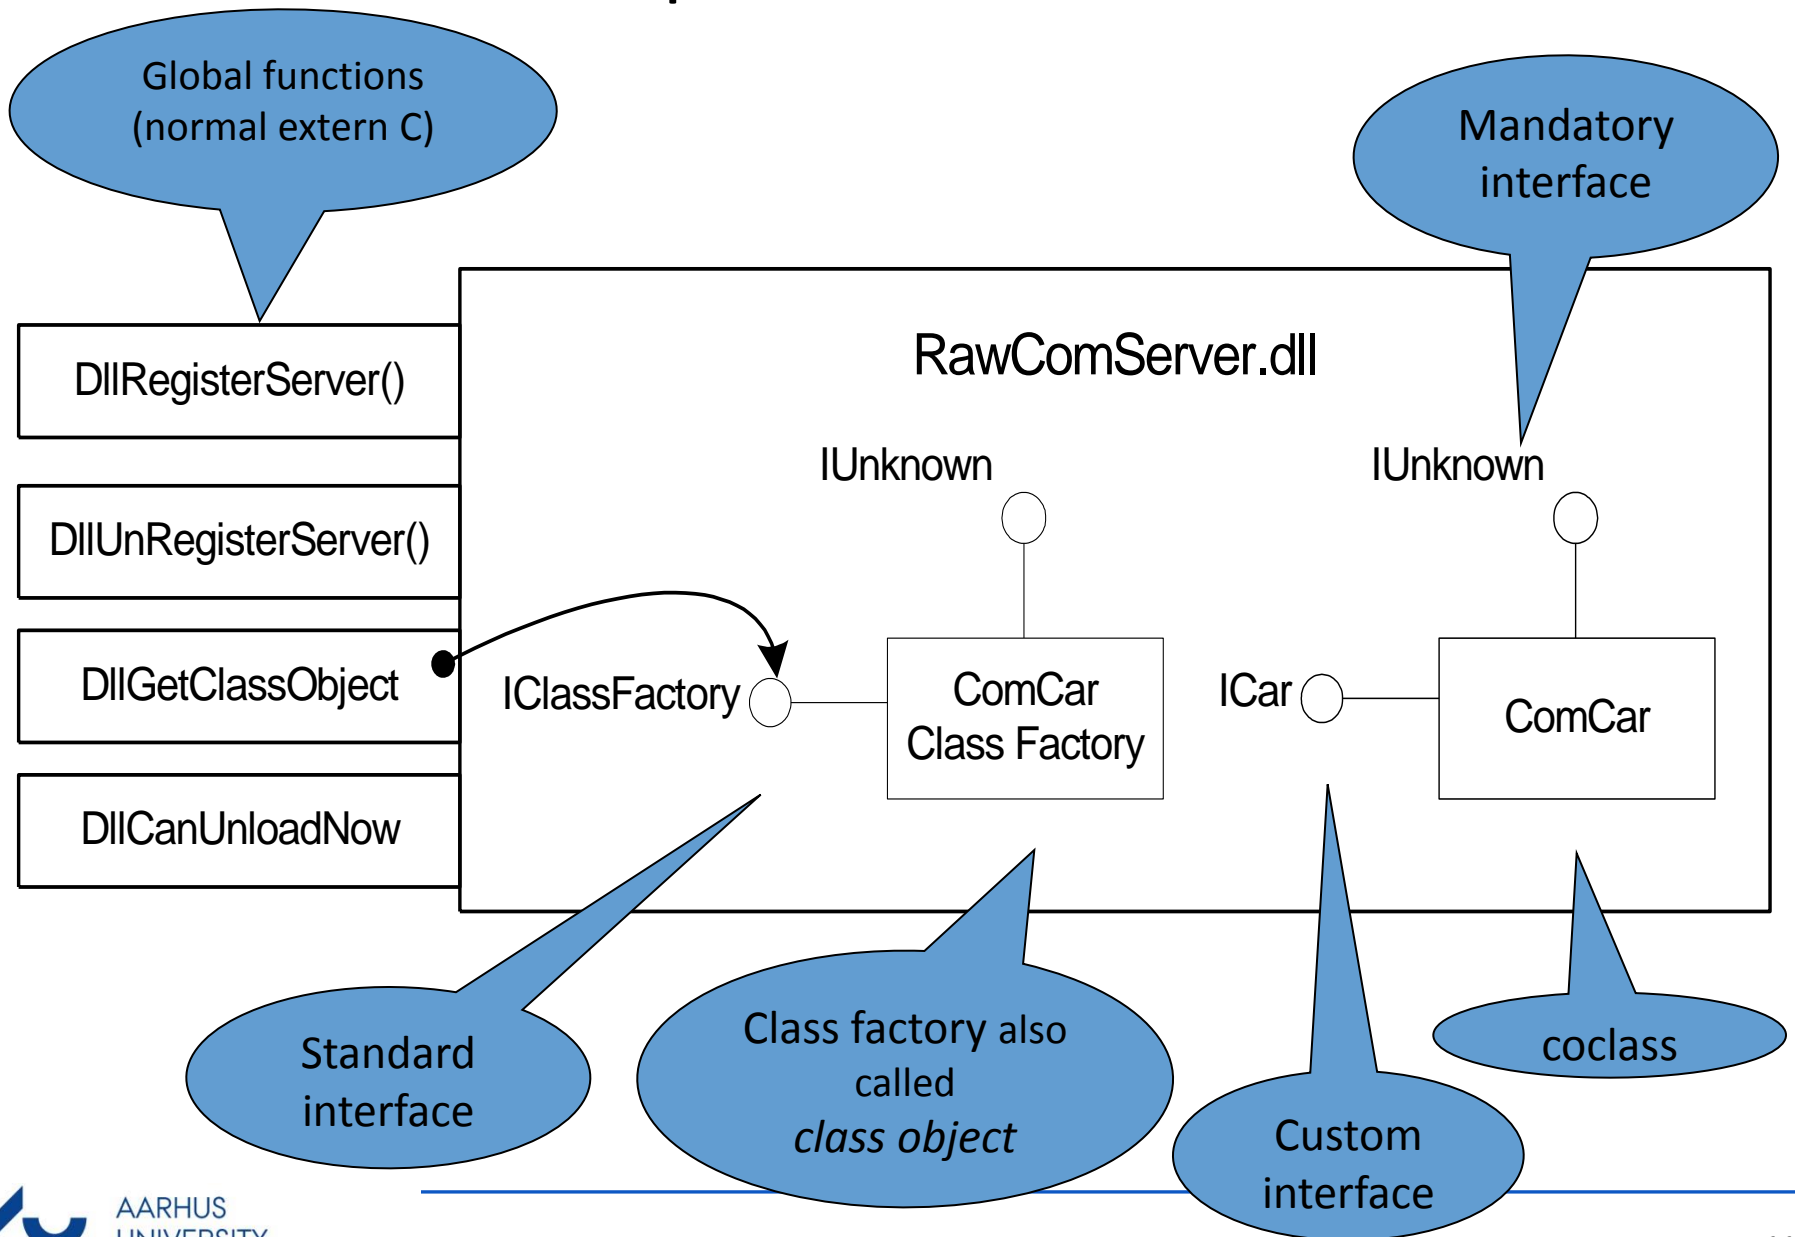 Global functions
(normal extern C)
Mandatory
interface
RawComServer.dll
DllRegisterServer()
IUnknown
IUnknown
DllUnRegisterServer()
DllGetClassObject
IClassFactory
ComCar
Class Factory
ICar
ComCar
DllCanUnloadNow
Standard
interface
Class factory also
called
class object
Custom
interface
coclass
AARHUS
UNIVERSITY